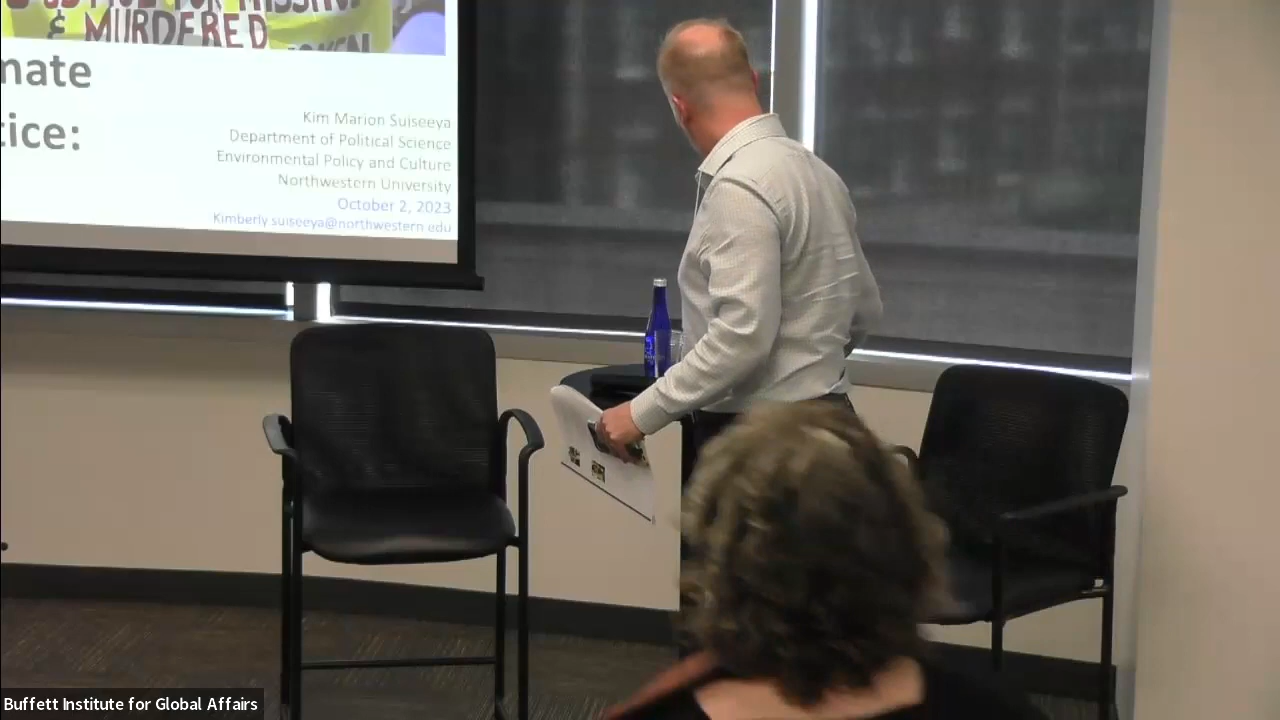 & MURDERED
mate
tice:
Kim Marion Suiseeya
Department of Political Science
Environmental Policy and Culture
Northwestern University
October 2, 2023
Kimberly suiseeya@northwestern edu
Buffett Institute for Global Affairs